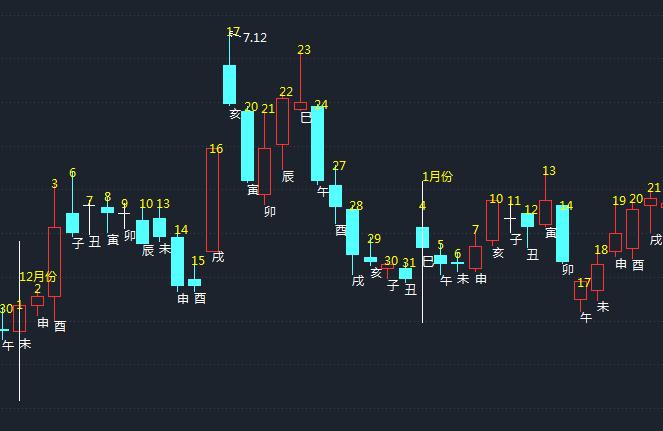 30
午
12月份
1
未
2
申
3
酉
6
子
7
丑
8
寅
9
卯
10
辰
13
未
14
申
15
酉
16
戌
17
7.12
亥
20
寅
21
卯
22
辰
23
巳
24
午
27
酉
28
戌
29
亥
30
子
31
丑
1月份
4
巳
5
午
6
未
7
申
10
亥
11
子
12
丑
13
寅
14
卯
17
午
18
未
19
申
20
酉
21
戌